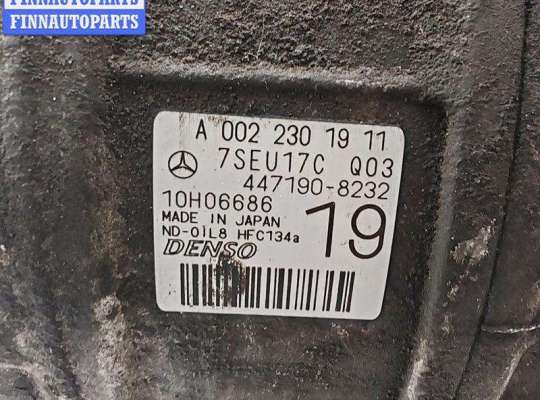 FINNAUTOPARTS
FINNAUTOPARTS
A 002 230 19 11
7SEU17C Q03
447190-8232
10H06686
MADE IN JAPAN
ND-OIL8 HFC134a
19
DENSO